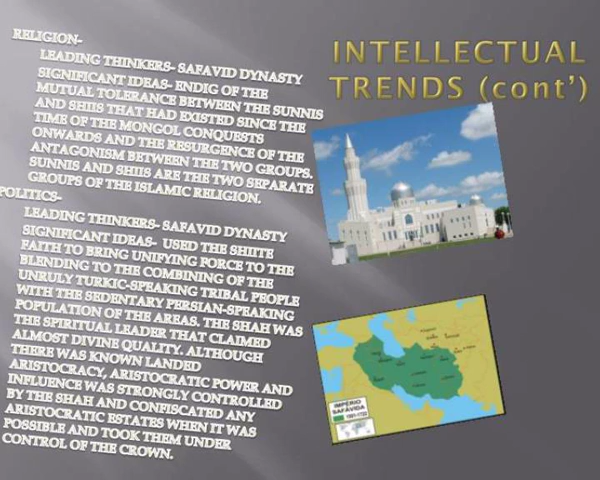 INTELLECTUAL
TRENDS (cont')
RELIGION-
LEADING THINKERS- SAFAVID DYNASTY
SIGNIFICANT IDEAS- ENDIG OF THE
MUTUAL TOLERANCE BETWEEN THE SUNNIS
AND SHIIS THAT HAD EXISTED SINCE THE
TIME OF THE MONGOL CONQUESTS
ONWARDS AND THE RESURGENCE OF THE
ANTAGONISM BETWEEN THE TWO GROUPS.
SUNNIS AND SHIIS ARE THE TWO SEPARATE
GROUPS OF THE ISLAMIC RELIGION.
POLITICS-
LEADING THINKERS- SAFAVID DYNASTY
SIGNIFICANT IDEAS- USED THE SHIITE
FAITH TO BRING UNIFYING FORCE TO THE
BLENDING TO THE COMBINING OF THE
UNRULY TURKIC-SPEAKING TRIBAL PEOPLE
WITH THE SEDENTARY PERSIAN-SPEAKING
POPULATION OF THE AREAS. THE SHAH WAS
THE SPIRITUAL LEADER THAT CLAIMED
ALMOST DIVINE QUALITY. ALTHOUGH
THERE WAS KNOWN LANDED
ARISTOCRACY, ARISTOCRATIC POWER AND
INFLUENCE WAS STRONGLY CONTROLLED
BY THE SHAH AND CONFISCATED ANY
ARISTOCRATIC ESTATES WHEN IT WAS
POSSIBLE AND TOOK THEM UNDER
CONTROL OF THE CROWN.
IMPÉRIO
SAFÁVIDA
1501-1722